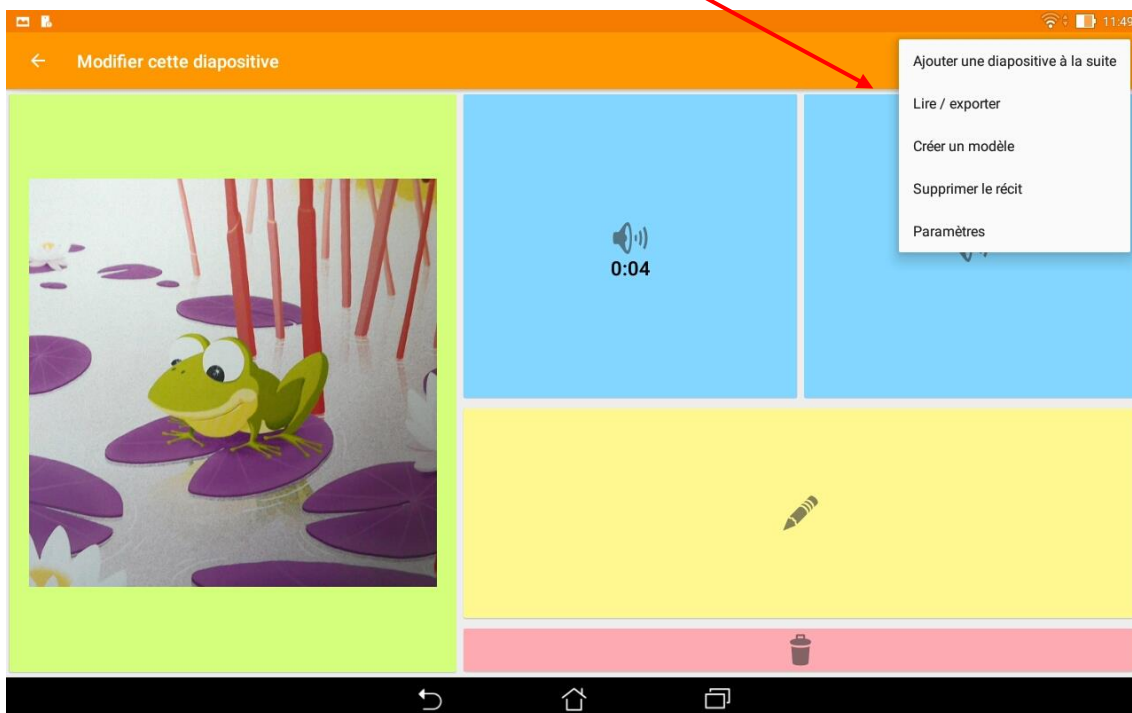 11:49
Modifier cette diapositive
Ajouter une diapositive à la suite
Lire / exporter
Créer un modèle
Supprimer le récit
Paramètres
0:04